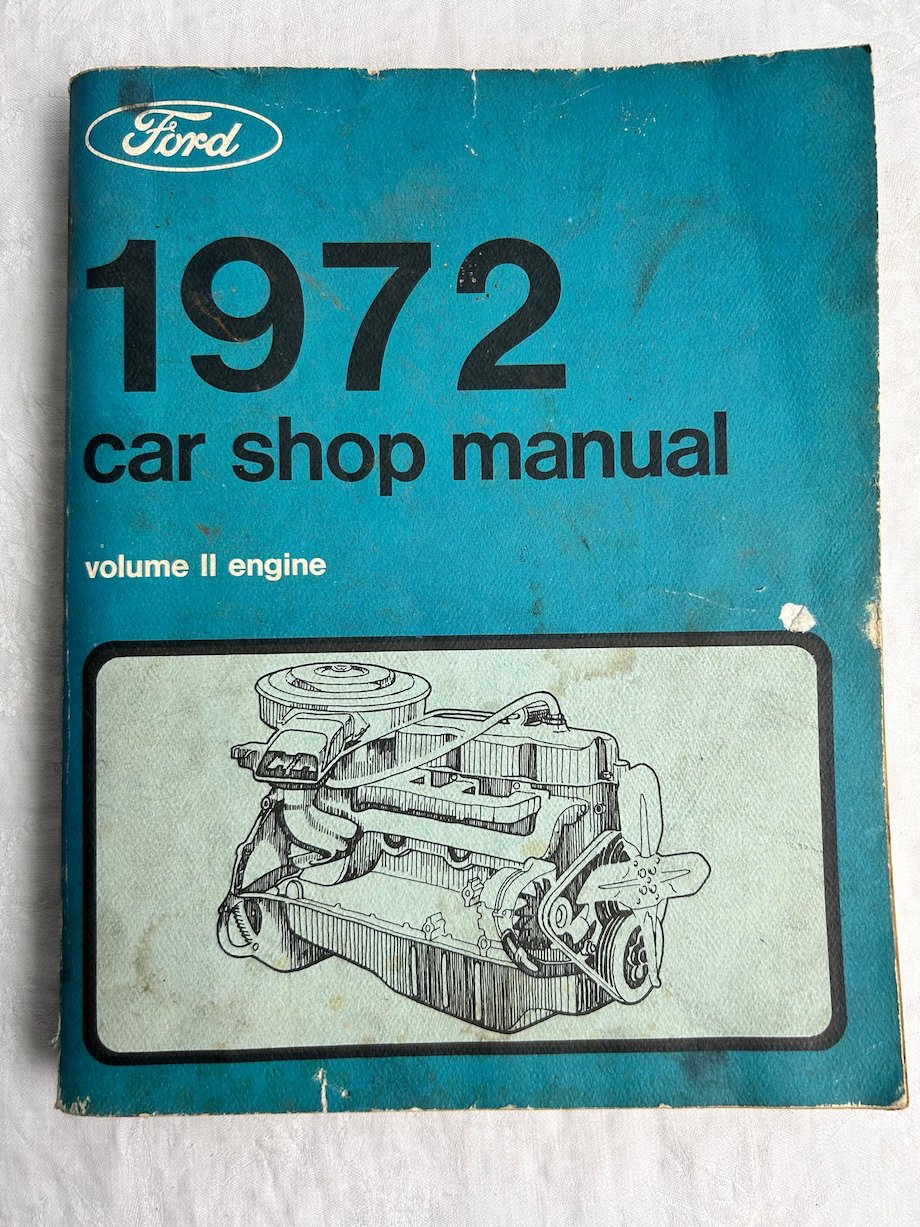 Ford
1972
car shop manual
volume II engine